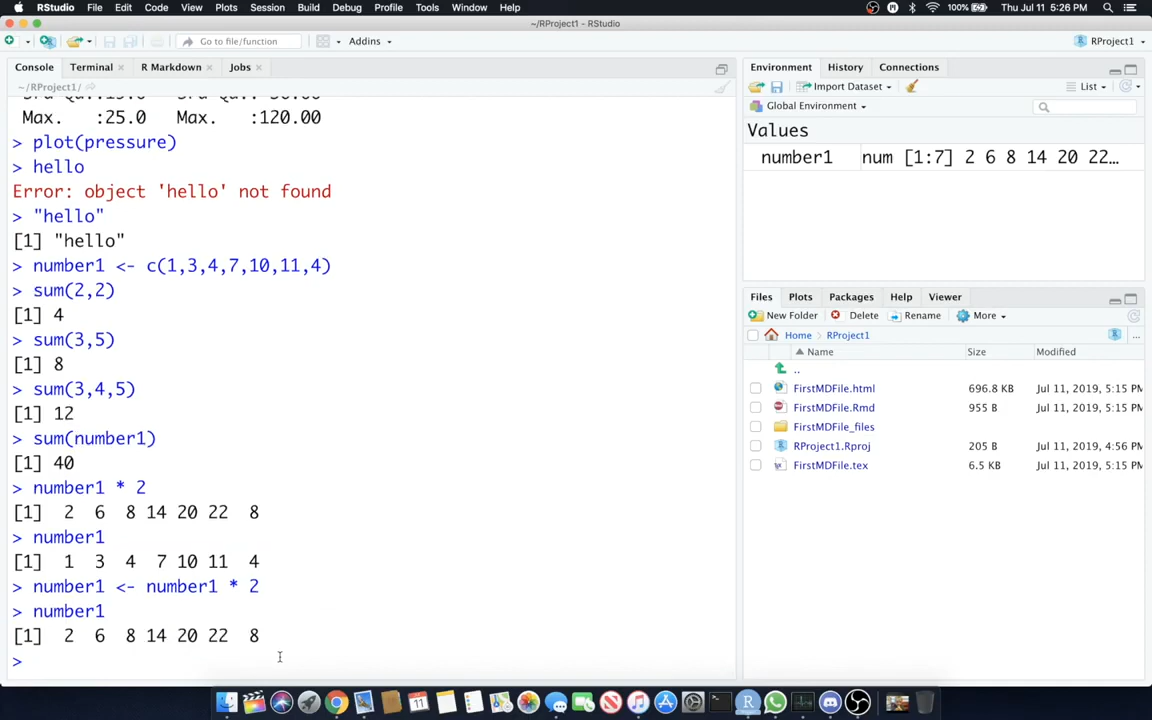 RStudio File Edit Code View Plots Session Build Debug Profile Tools Window Help 100% Thu Jul 11 5:26 PM
~/RProject1 - RStudio
Go to file/function Addins RProject1
Console Terminal R Markdown Jobs
~/RProject1/
Max. :25.0 Max. :120.00
> plot(pressure)
> hello
Error: object 'hello' not found
> "hello"
[1] "hello"
> number1 <- c(1,3,4,7,10,11,4)
> sum(2,2)
[1] 4
> sum(3,5)
[1] 8
> sum(3,4,5)
[1] 12
> sum(number1)
[1] 40
> number1 * 2
[1] 2 6 8 14 20 22 8
> number1
[1] 1 3 4 7 10 11 4
> number1 <- number1 * 2
> number1
[1] 2 6 8 14 20 22 8
>
Environment History Connections
Import Dataset List
Global Environment
Values
number1 num [1:7] 2 6 8 14 20 22…
Files Plots Packages Help Viewer
New Folder Delete Rename More
Home RProject1 ...
Name Size Modified
..
FirstMDFile.html 696.8 KB Jul 11, 2019, 5:15 PM
FirstMDFile.Rmd 955 B Jul 11, 2019, 5:15 PM
FirstMDFile_files
RProject1.Rproj 205 B Jul 11, 2019, 4:56 PM
FirstMDFile.tex 6.5 KB Jul 11, 2019, 5:15 PM
11